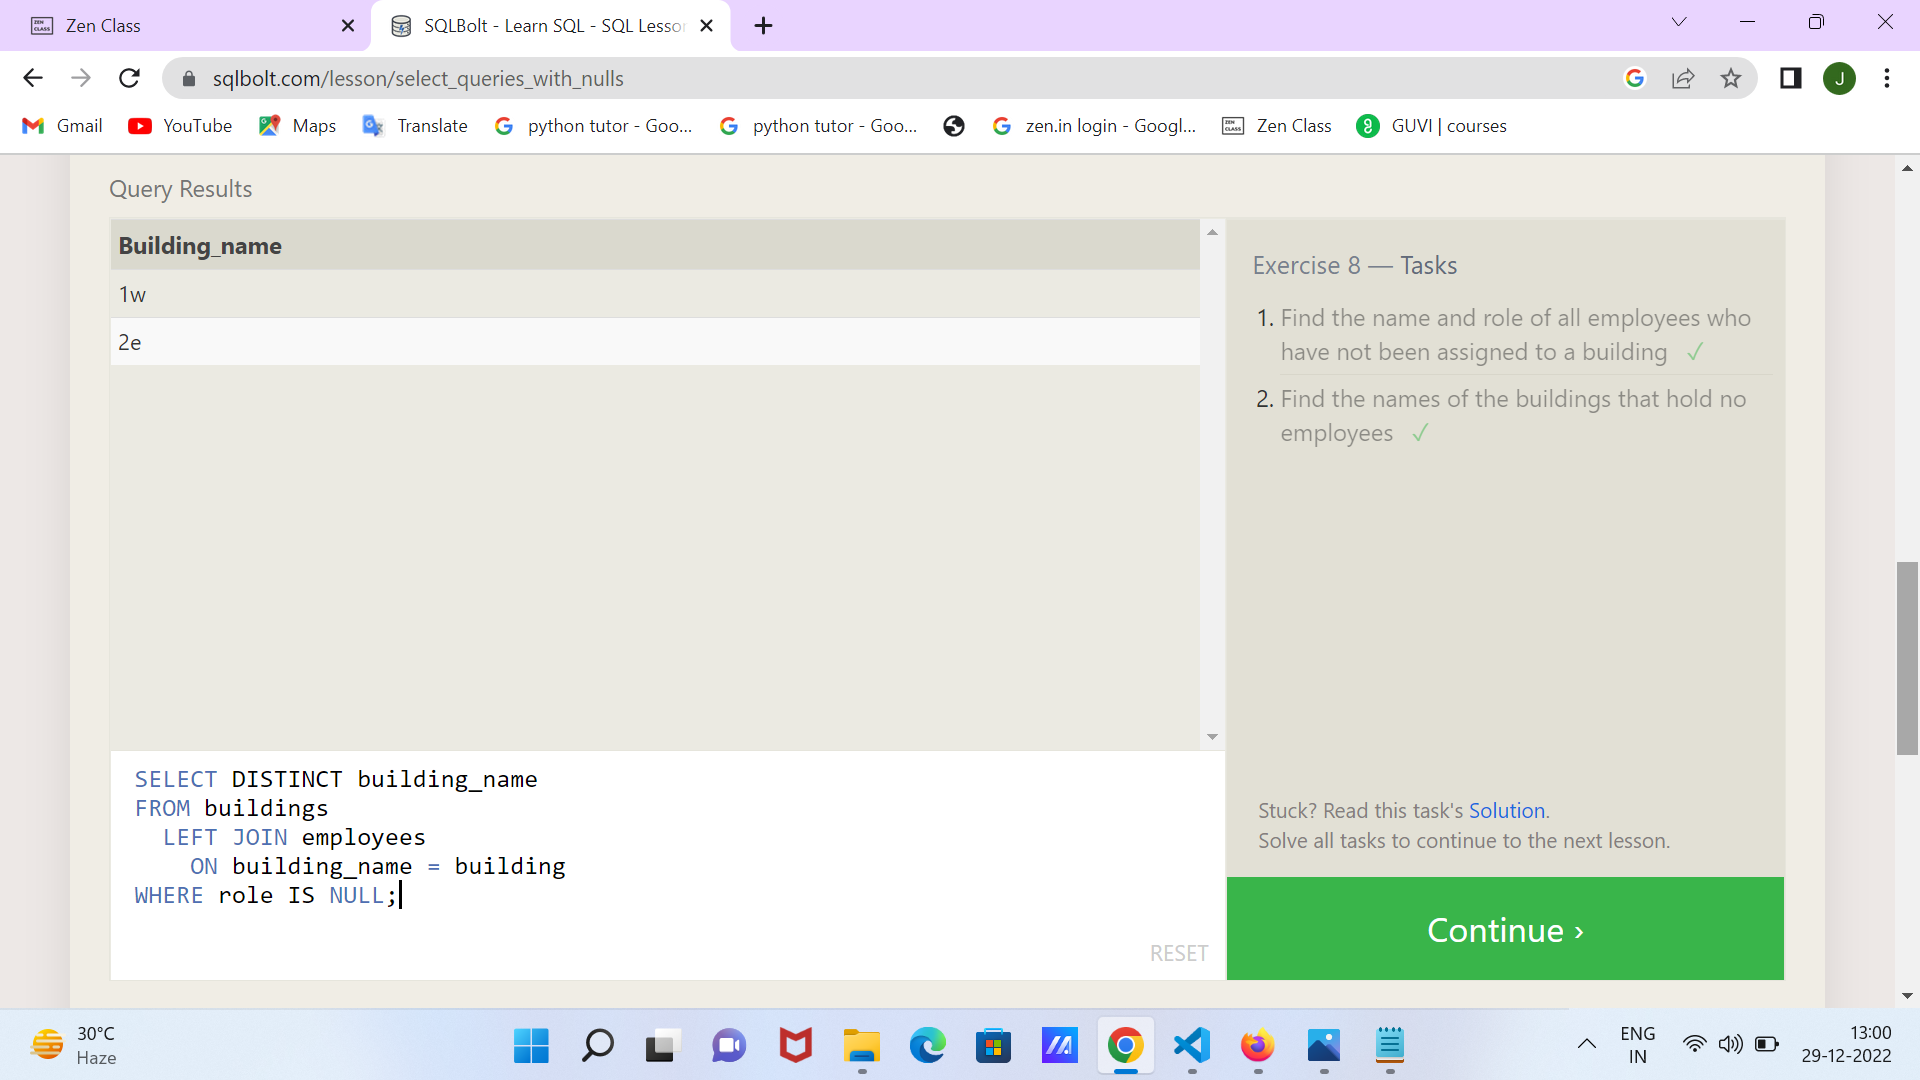 Zen Class
SQLBolt - Learn SQL - SQL Lesso
sqlbolt.com/lesson/select_queries_with_nulls
J
Gmail
YouTube
Maps
Translate
python tutor - Goo...
python tutor - Goo...
zen.in login - Googl...
Zen Class
GUVI | courses
Query Results
Building_name
1w
2e
Exercise 8 — Tasks
1. Find the name and role of all employees who
have not been assigned to a building ✓
2. Find the names of the buildings that hold no
employees ✓
SELECT DISTINCT building_name
FROM buildings
LEFT JOIN employees
ON building_name = building
WHERE role IS NULL;
RESET
Stuck? Read this task's Solution.
Solve all tasks to continue to the next lesson.
Continue ›
30°C
Haze
ENG
IN
13:00
29-12-2022